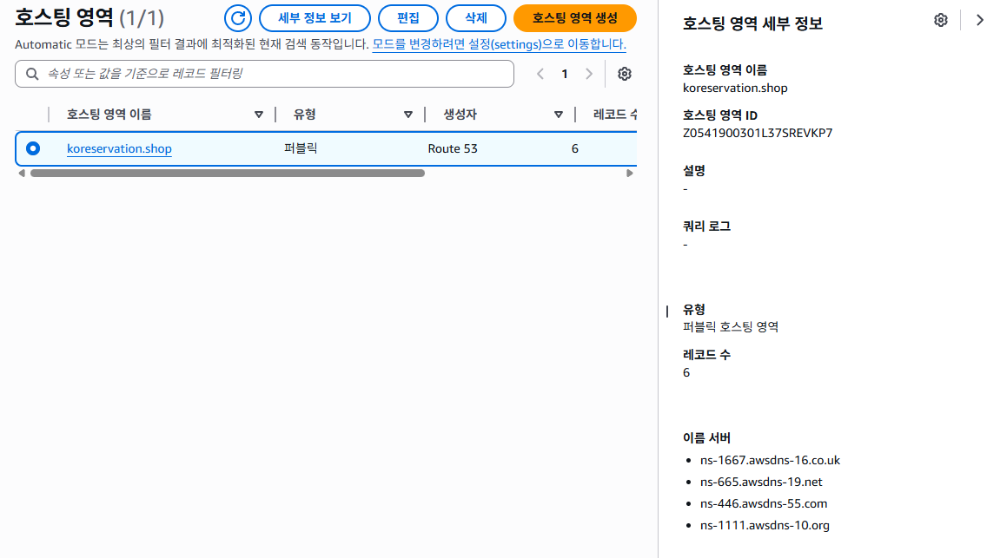 호스팅 영역 (1/1)
세부 정보 보기
편집
삭제
호스팅 영역 생성
Automatic 모드는 최상의 필터 결과에 최적화된 현재 검색 동작입니다. 모드를 변경하려면 설정(settings)으로 이동합니다.
속성 또는 값을 기준으로 레코드 필터링
1
호스팅 영역 이름 유형 생성자 레코드 수
koreservation.shop 퍼블릭 Route 53 6
호스팅 영역 세부 정보
호스팅 영역 이름
koreservation.shop
호스팅 영역 ID
Z0541900301L37SREVKP7
설명
-
쿼리 로그
-
유형
퍼블릭 호스팅 영역
레코드 수
6
이름 서버
ns-1667.awsdns-16.co.uk
ns-665.awsdns-19.net
ns-446.awsdns-55.com
ns-1111.awsdns-10.org